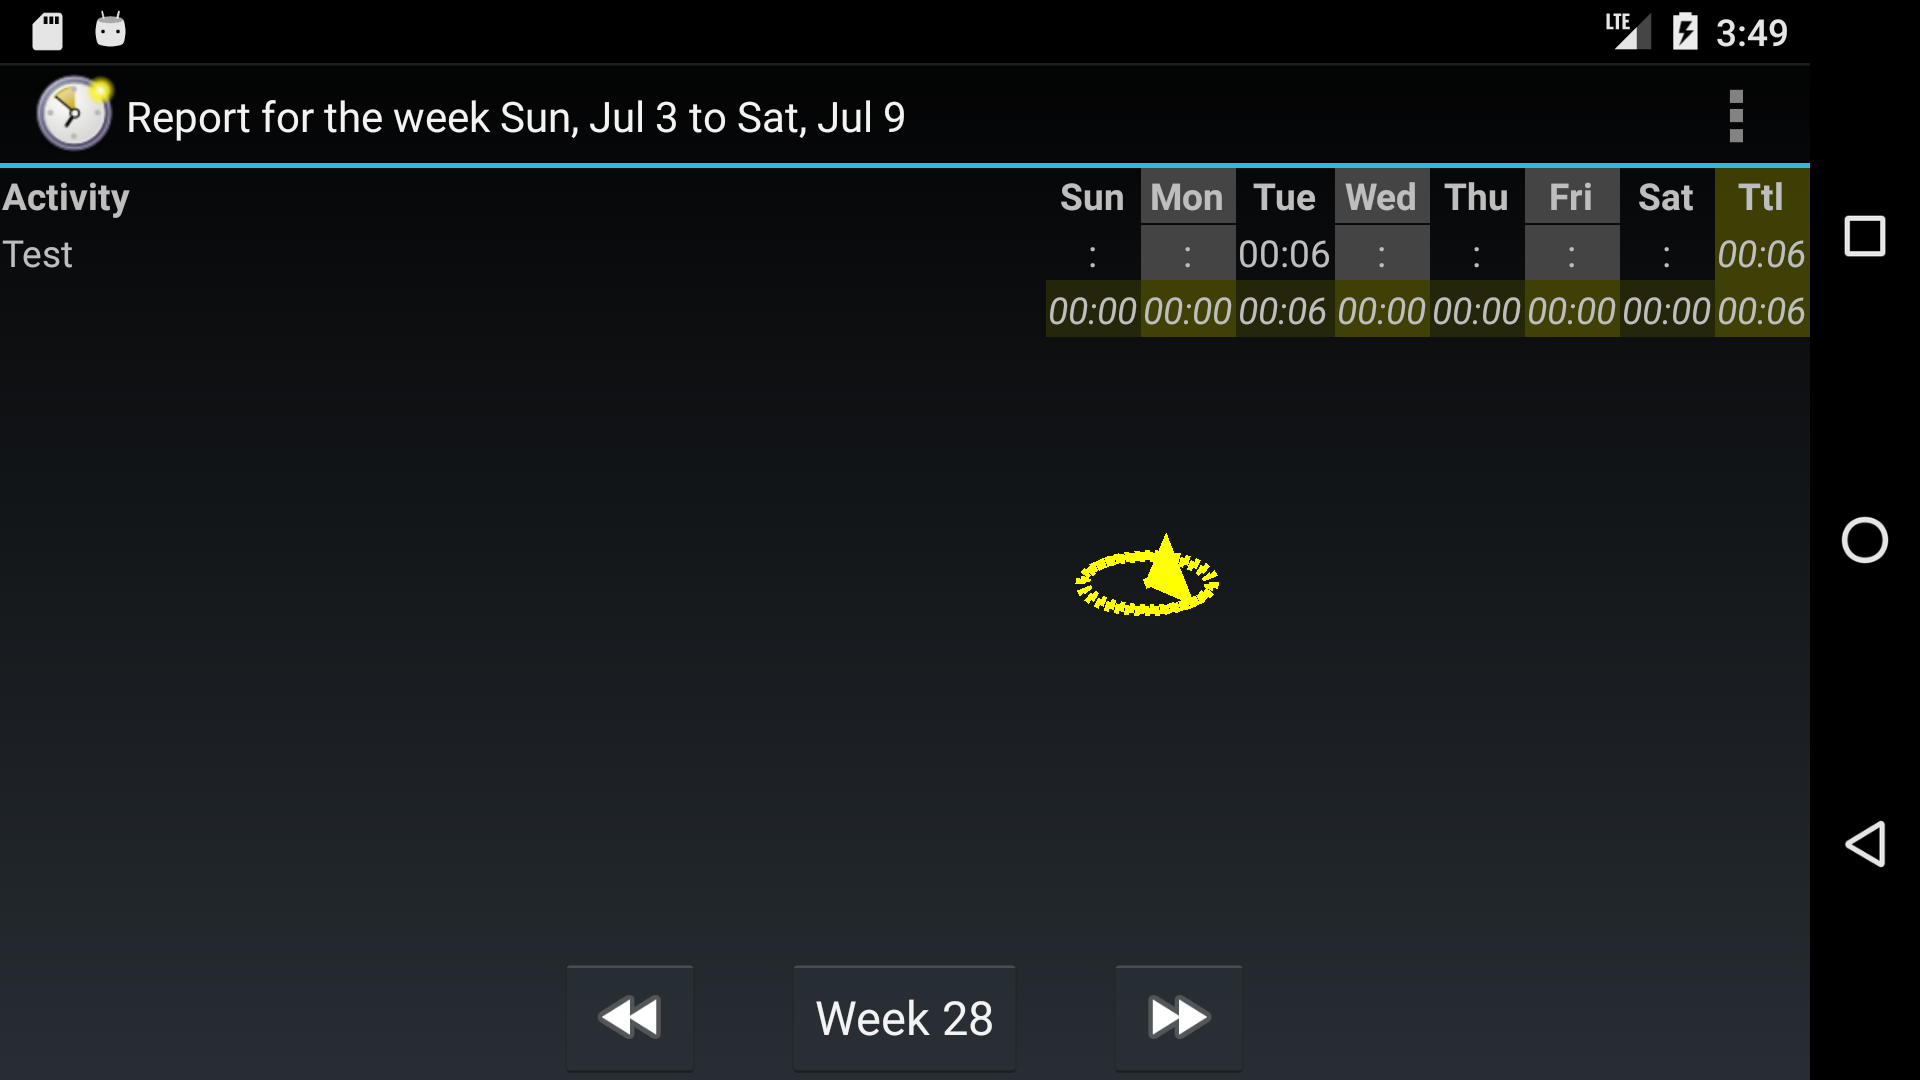 LTE 3:49
Report for the week Sun, Jul 3 to Sat, Jul 9
Activity Sun Mon Tue Wed Thu Fri Sat Ttl
Test : : 00:06 : : : : 00:06
00:00 00:00 00:06 00:00 00:00 00:00 00:00 00:06
Week 28